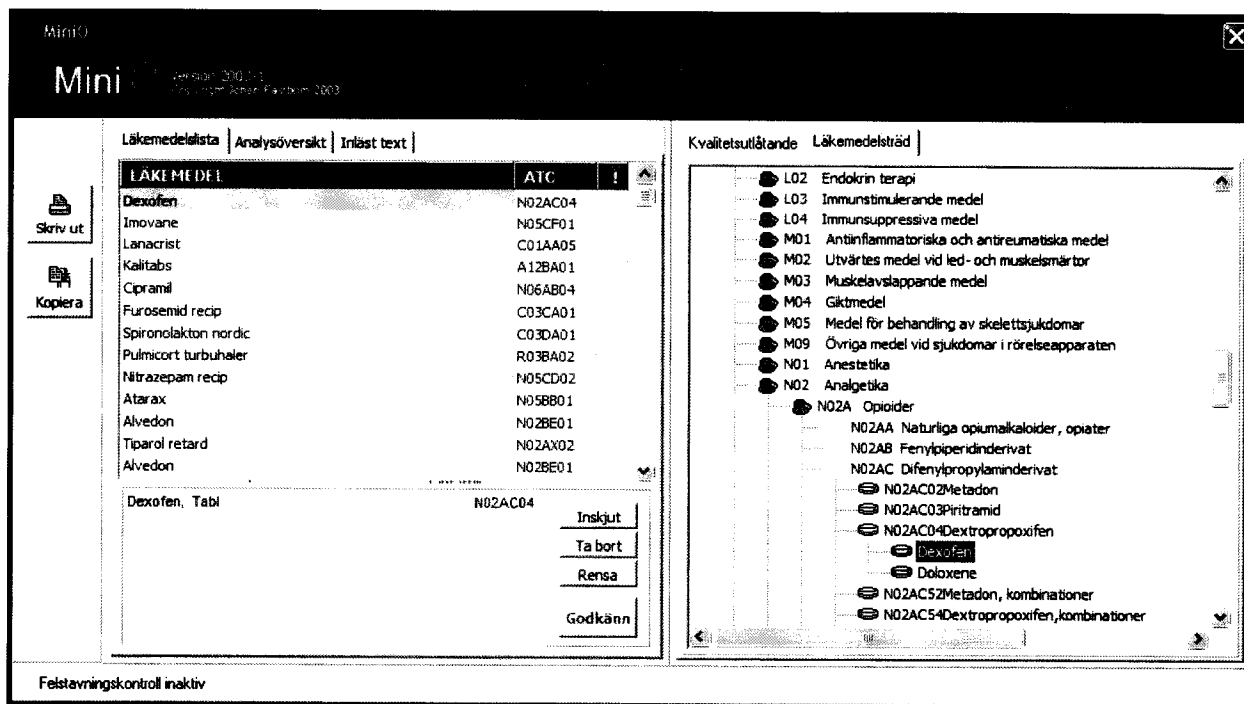 MiniQ
Mini
Version 200
Johan Fastbom 2003
Skriv ut
Kopiera
Läkemedelslista
Analysöversikt
Inläst text
LÄKEMEDEL ATC !
Dexofen N02AC04
Imovane N05CF01
Lanacrist C01AA05
Kalitabs A12BA01
Cipramil N06AB04
Furosemid recip C03CA01
Spironolakton nordic C03DA01
Pulmicort turbuhaler R03BA02
Nitrazepam recip N05CD02
Atarax N05BB01
Alvedon N02BE01
Tiparol retard N02AX02
Alvedon N02BE01
Dexofen, Tabl N02AC04
Inskjut
Ta bort
Rensa
Godkänn
Kvalitetsutlåtande
Läkemedelsträd
L02 Endokrin terapi
L03 Immunstimulerande medel
L04 Immunsuppressiva medel
M01 Antiinflammatoriska och antireumatiska medel
M02 Utvärtes medel vid led- och muskelsmärtor
M03 Muskelavslappande medel
M04 Giktmedel
M05 Medel för behandling av skelettsjukdomar
M09 Övriga medel vid sjukdomar i rörelseapparaten
N01 Anestetika
N02 Analgetika
N02A Opioider
N02AA Naturliga opiumalkaloider, opiater
N02AB Fenylpiperidinderivat
N02AC Difenylpropylaminderivat
N02AC02Metadon
N02AC03Piritramid
N02AC04Dextropropoxifen
Dexofen
Doloxene
N02AC52Metadon, kombinationer
N02AC54Dextropropoxifen,kombinationer
Felstavningskontroll inaktiv